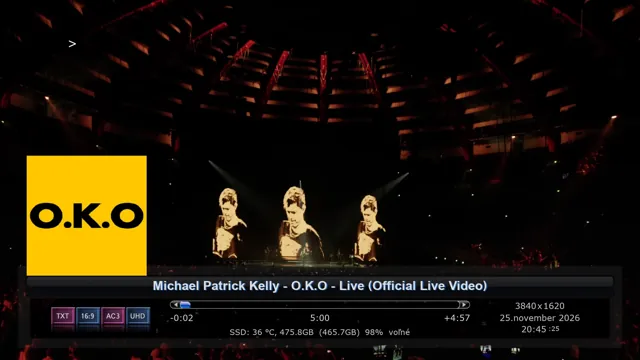 >
O.K.O
Michael Patrick Kelly - O.K.O - Live (Official Live Video)
TXT 16:9 AC3 UHD
-0:02 5:00 +4:57
SSD: 36 °C, 475.8GB (465.7GB) 98% voľné
3840x1620
25.november 2026
20:45 :25